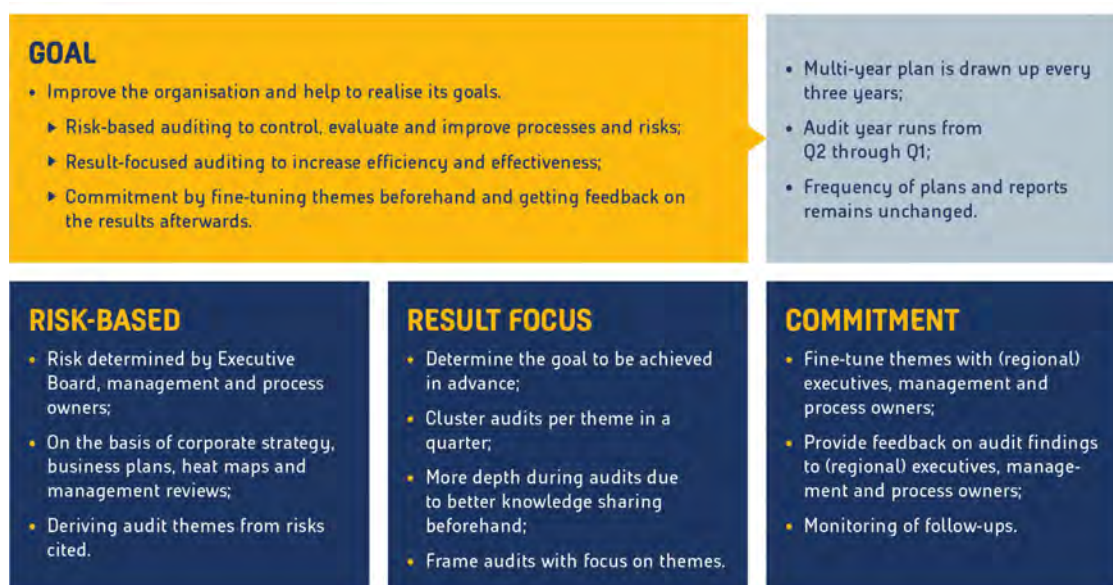 GOAL
• Improve the organisation and help to realise its goals.
▶ Risk-based auditing to control, evaluate and improve processes and risks;
▶ Result-focused auditing to increase efficiency and effectiveness;
▶ Commitment by fine-tuning themes beforehand and getting feedback on
the results afterwards.
• Multi-year plan is drawn up every
three years;
• Audit year runs from
Q2 through Q1;
• Frequency of plans and reports
remains unchanged.
RISK-BASED
• Risk determined by Executive
Board, management and process
owners;
• On the basis of corporate strategy,
business plans, heat maps and
management reviews;
• Deriving audit themes from risks
cited.
RESULT FOCUS
• Determine the goal to be achieved
in advance;
• Cluster audits per theme in a
quarter;
• More depth during audits due
to better knowledge sharing
beforehand;
• Frame audits with focus on themes.
COMMITMENT
• Fine-tune themes with (regional)
executives, management and
process owners;
• Provide feedback on audit findings
to (regional) executives, manage-
ment and process owners;
• Monitoring of follow-ups.